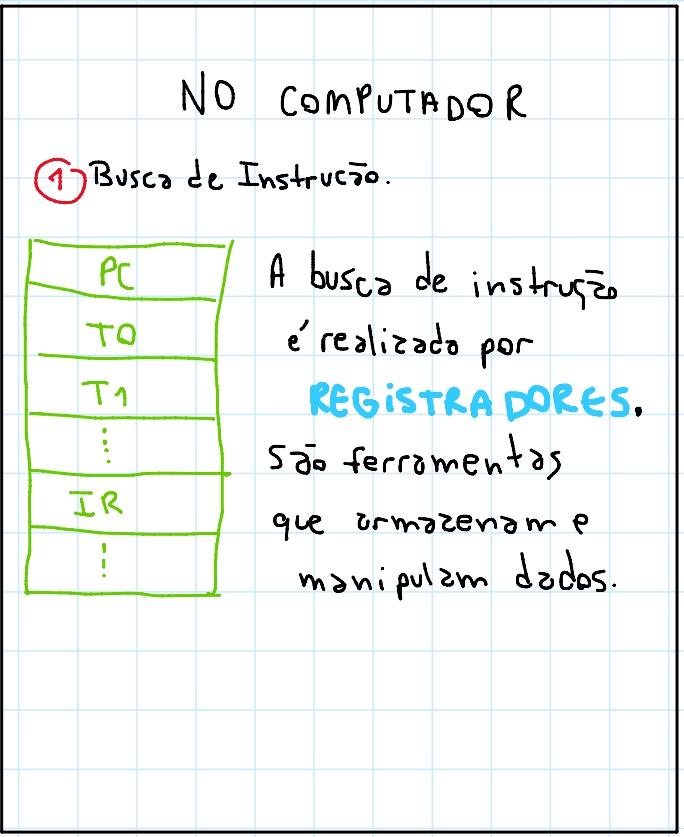 NO COMPUTADOR
1 Busca de Instrucão.
PC
T0
T1
⋮
IR
⋮
A busca de instrução
é realizada por
REGISTRADORES.
São ferramentas
que armazenam e
manipulam dados.